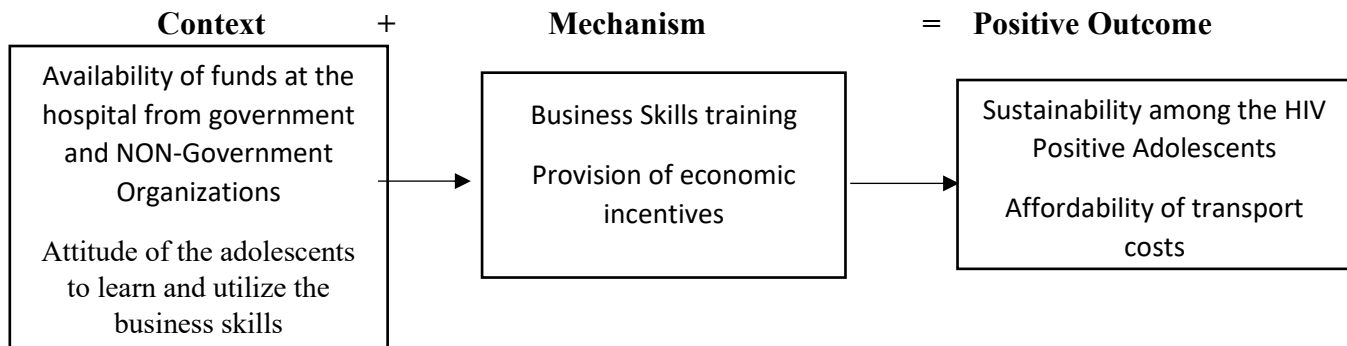 Context + Mechanism = Positive Outcome
Availability of funds at the
hospital from government
and NON-Government
Organizations
Attitude of the adolescents
to learn and utilize the
business skills
Business Skills training
Provision of economic
incentives
Sustainability among the HIV
Positive Adolescents
Affordability of transport
costs